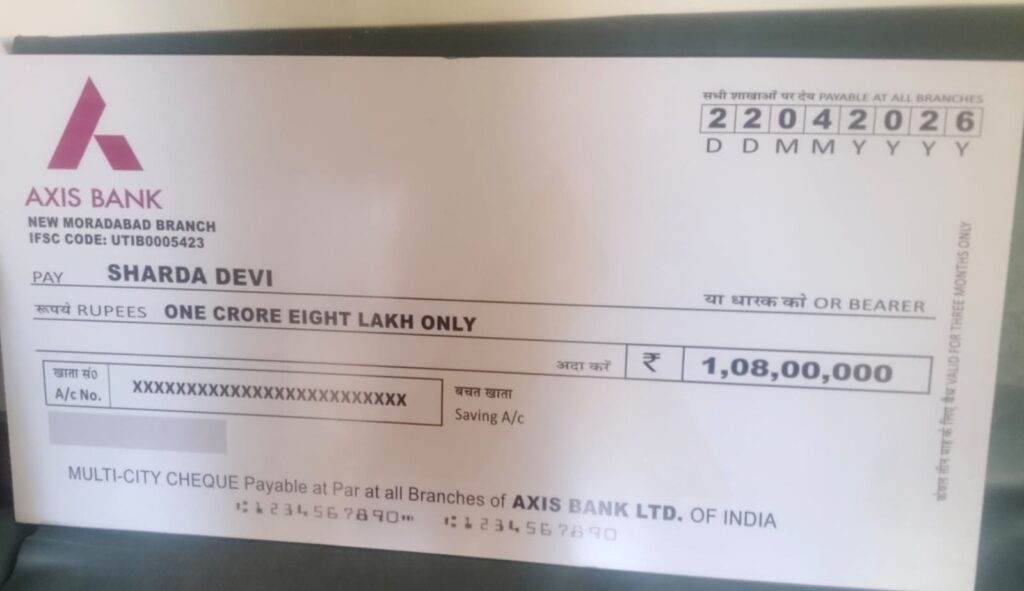 सभी शाखाओं पर देय PAYABLE AT ALL BRANCHES
22042026
D D M M Y Y Y Y
AXIS BANK
NEW MORADABAD BRANCH
IFSC CODE: UTIB0005423
PAY SHARDA DEVI
या धारक को OR BEARER
रूपये RUPEES ONE CRORE EIGHT LAKH ONLY
अदा करें ₹ 1,08,00,000
खाता सं०
A/c No. XXXXXXXXXXXXXXXXXXXXXXXXX
बचत खाता
Saving A/c
MULTI-CITY CHEQUE Payable at Par at all Branches of AXIS BANK LTD. OF INDIA
⑆1234567890⑈ ⑆1234567890
केवल तीन माह के लिए वैध VALID FOR THREE MONTHS ONLY